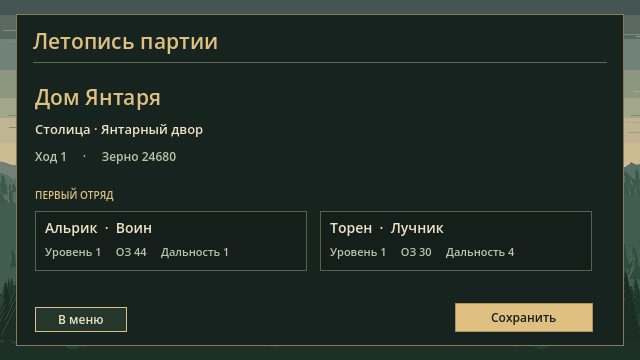 Летопись партии
Дом Янтаря
Столица · Янтарный двор
Ход 1 · Зерно 24680
ПЕРВЫЙ ОТРЯД
Альрик · Воин
Уровень 1 ОЗ 44 Дальность 1
Торен · Лучник
Уровень 1 ОЗ 30 Дальность 4
В меню
Сохранить